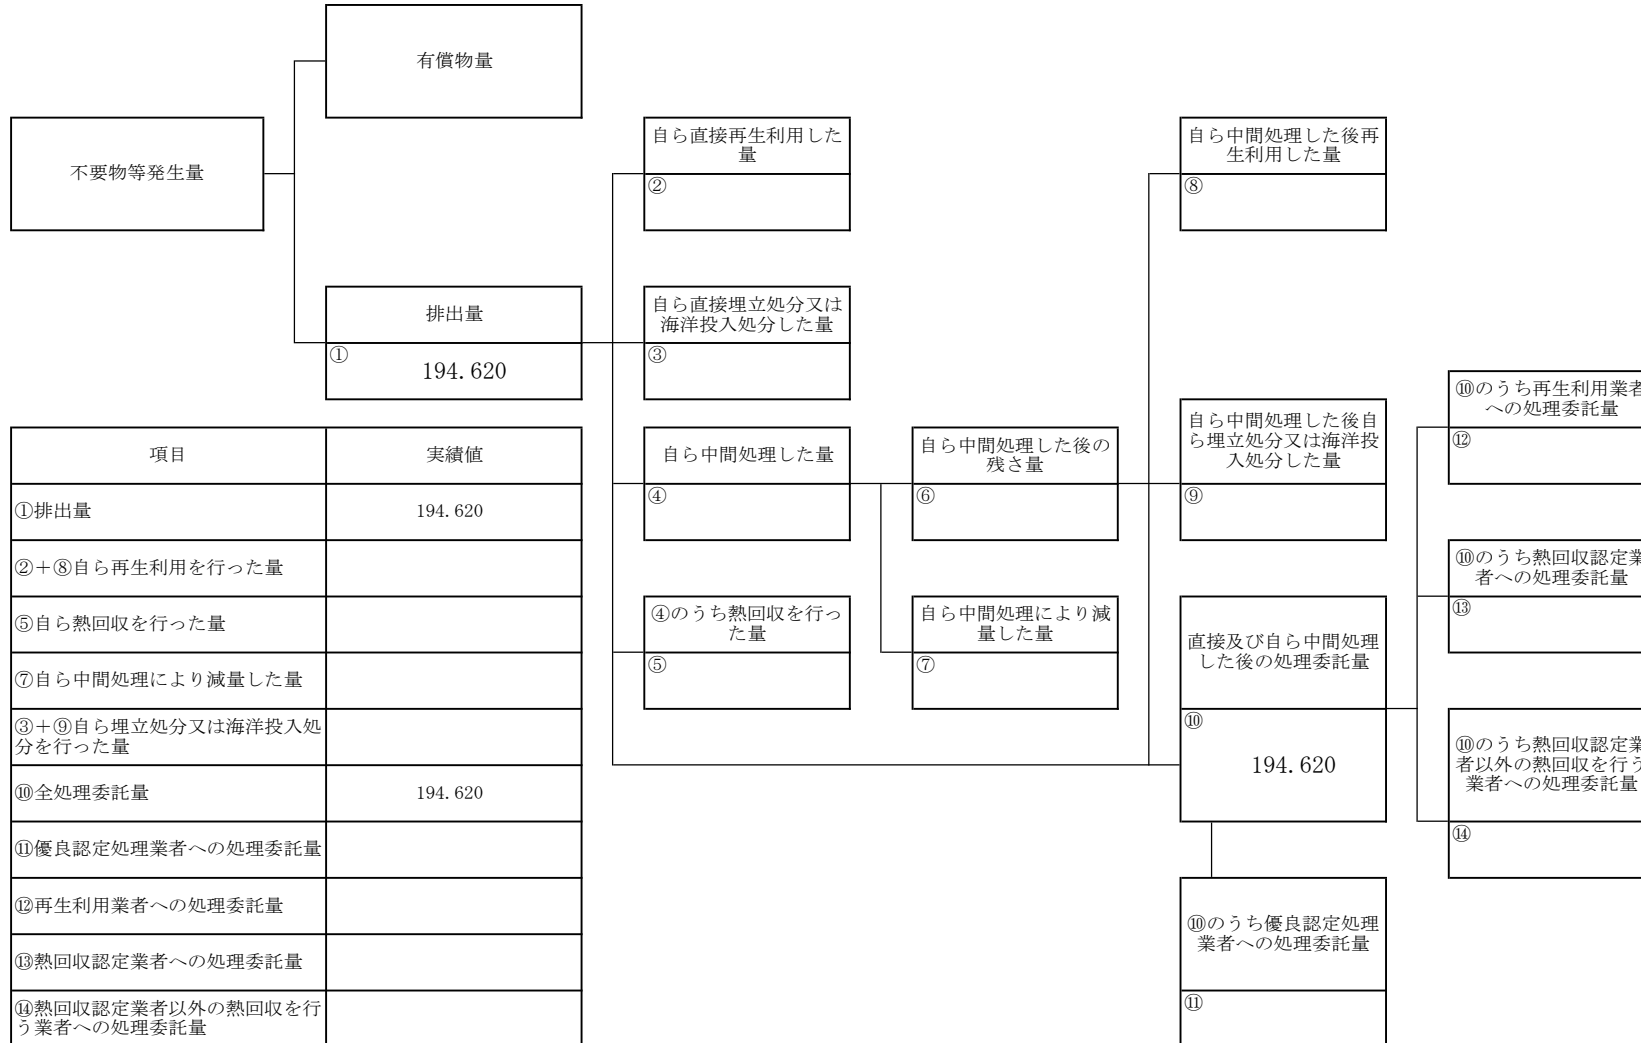 有償物量
不要物等発生量
自ら直接再生利用した
量
②
自ら中間処理した後再
生利用した量
⑧
排出量
①
194.620
自ら直接埋立処分又は
海洋投入処分した量
③
⑩のうち再生利用業者
への処理委託量
⑫
自ら中間処理した量
④
自ら中間処理した後の
残さ量
⑥
自ら中間処理した後自
ら埋立処分又は海洋投
入処分した量
⑨
⑩のうち熱回収認定業
者への処理委託量
⑬
④のうち熱回収を行っ
た量
⑤
自ら中間処理により減
量した量
⑦
直接及び自ら中間処理
した後の処理委託量
⑩
194.620
⑩のうち熱回収認定業
者以外の熱回収を行う
業者への処理委託量
⑭
⑩のうち優良認定処理
業者への処理委託量
⑪
項目 実績値
①排出量 194.620
②＋⑧自ら再生利用を行った量
⑤自ら熱回収を行った量
⑦自ら中間処理により減量した量
③＋⑨自ら埋立処分又は海洋投入処
分を行った量
⑩全処理委託量 194.620
⑪優良認定処理業者への処理委託量
⑫再生利用業者への処理委託量
⑬熱回収認定業者への処理委託量
⑭熱回収認定業者以外の熱回収を行
う業者への処理委託量